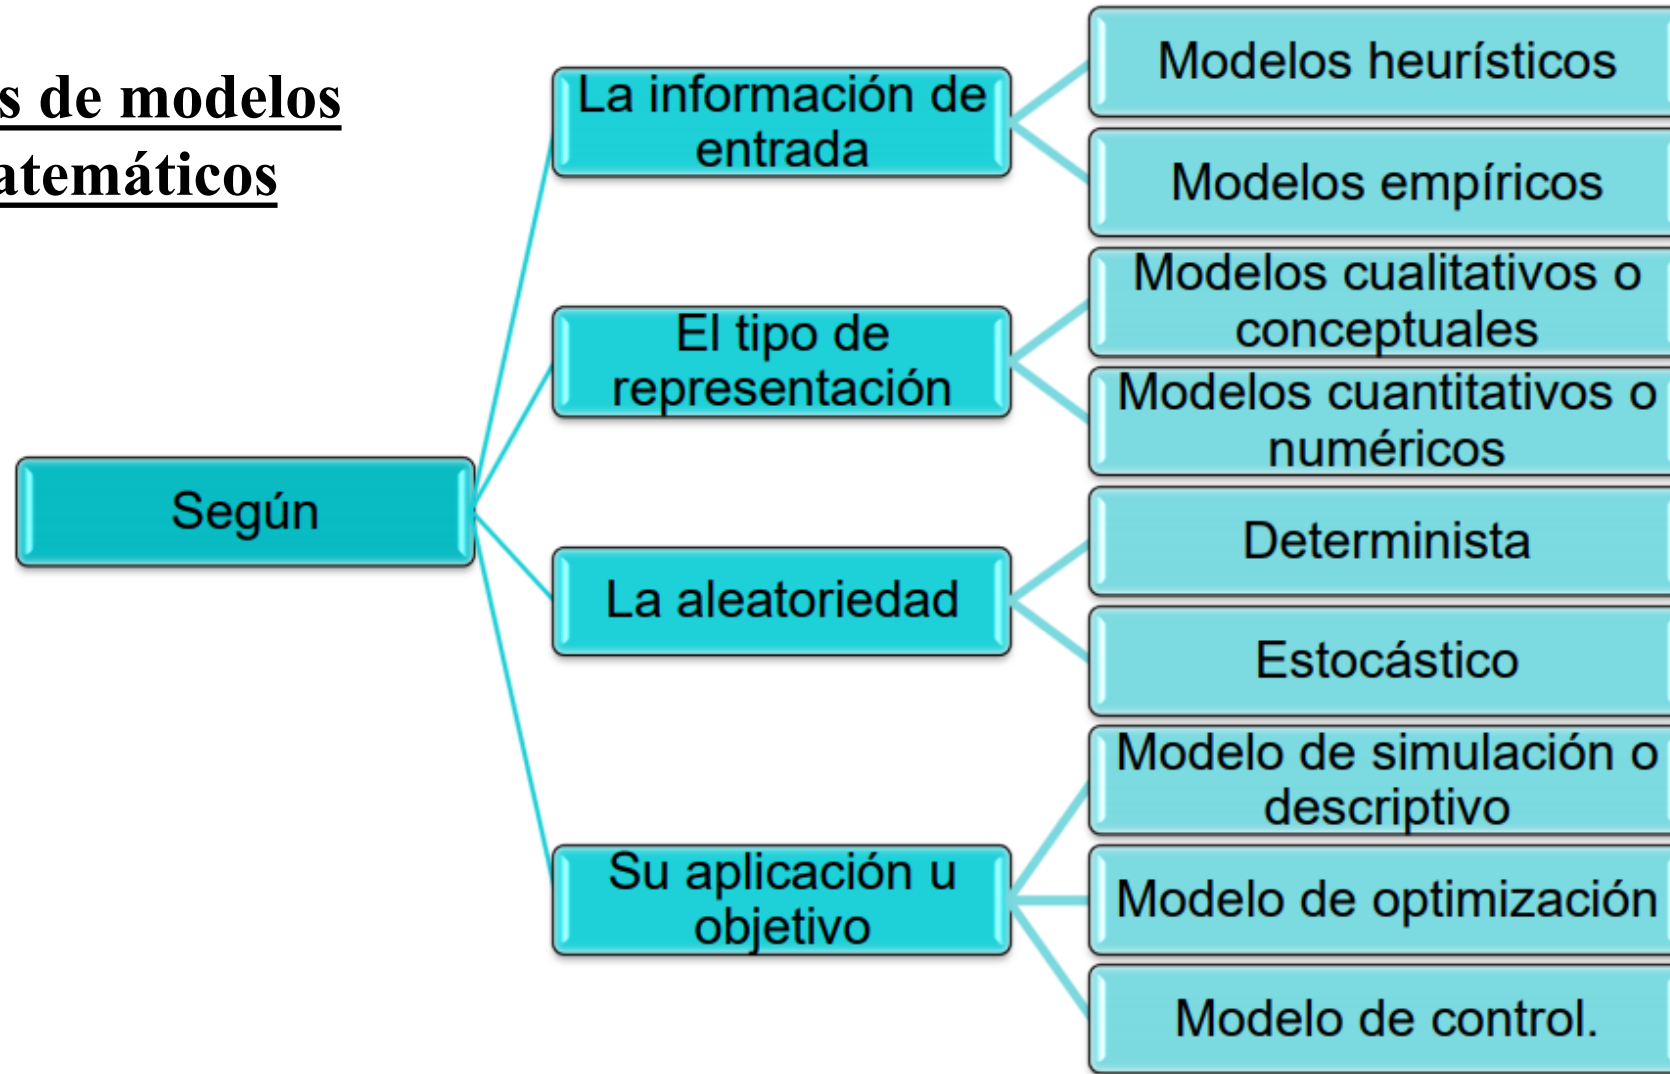 s de modelos
atemáticos
Según
La información de
entrada
Modelos heurísticos
Modelos empíricos
El tipo de
representación
Modelos cualitativos o
conceptuales
Modelos cuantitativos o
numéricos
La aleatoriedad
Determinista
Estocástico
Su aplicación u
objetivo
Modelo de simulación o
descriptivo
Modelo de optimización
Modelo de control.